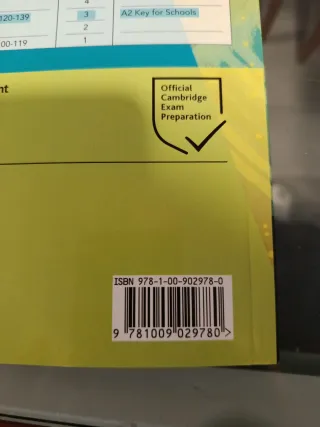 4
120-139
3
A2 Key for Schools
2
00-119
1
nt
Official
Cambridge
Exam
Preparation
ISBN 978-1-00-902978-0
9 781009 029780 >